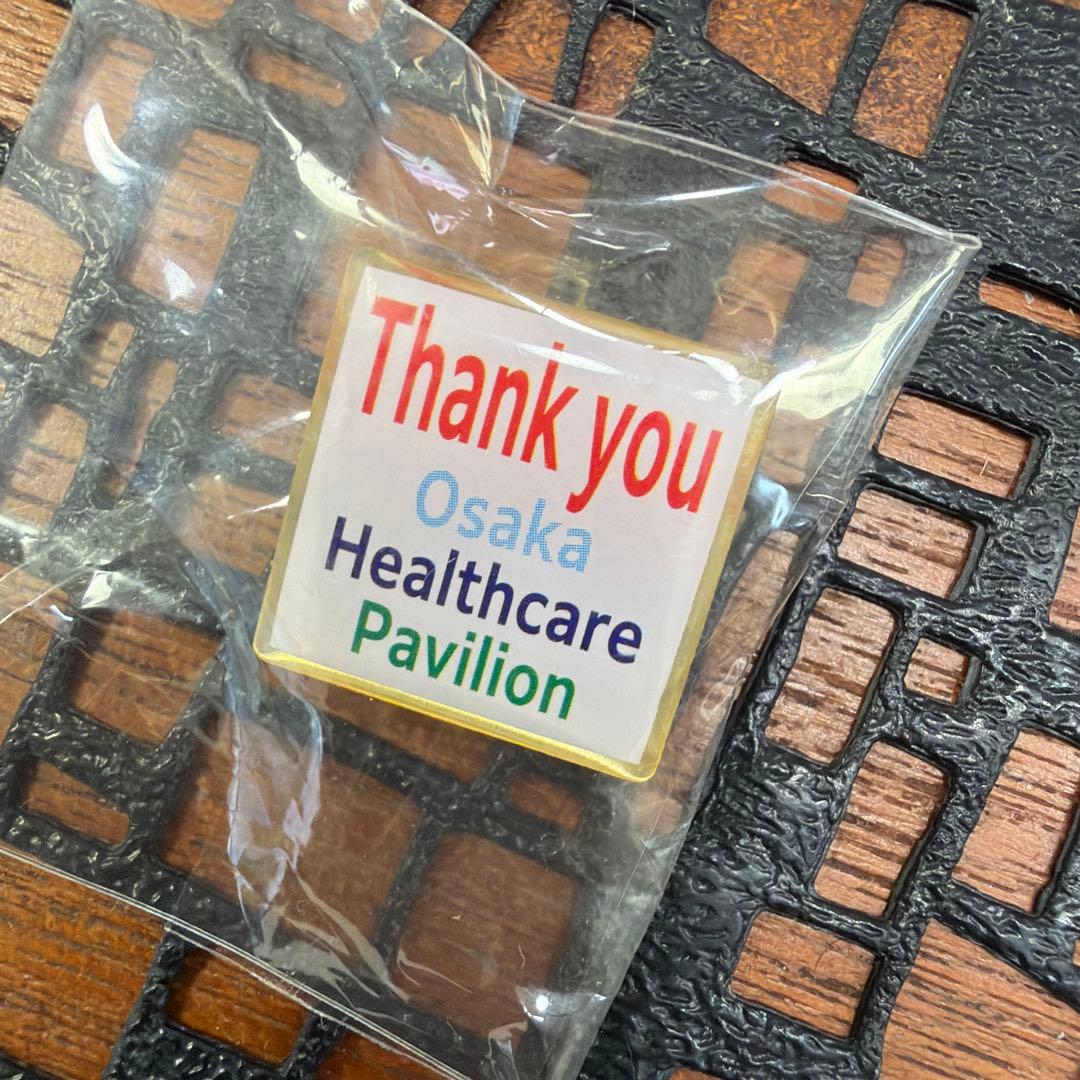 Thank you
Osaka
Healthcare
Pavilion